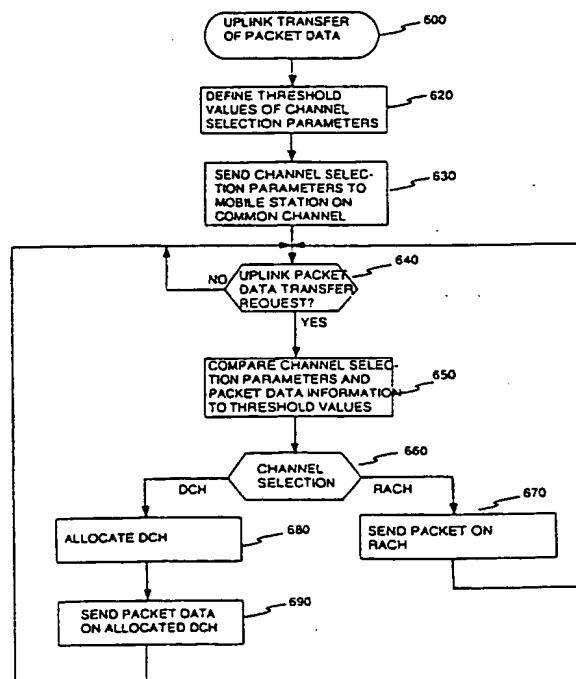 UPLINK TRANSFER
OF PACKET DATA
600
DEFINE THRESHOLD
VALUES OF CHANNEL
SELECTION PARAMETERS
620
SEND CHANNEL SELEC-
TION PARAMETERS TO
MOBILE STATION ON
COMMON CHANNEL
630
NO
UPLINK PACKET
DATA TRANSFER
REQUEST?
640
YES
COMPARE CHANNEL SELEC-
TION PARAMETERS AND
PACKET DATA INFORMATION
TO THRESHOLD VALUES
650
CHANNEL
SELECTION
660
DCH
RACH
670
ALLOCATE DCH
680
SEND PACKET ON
RACH
SEND PACKET DATA
ON ALLOCATED DCH
690